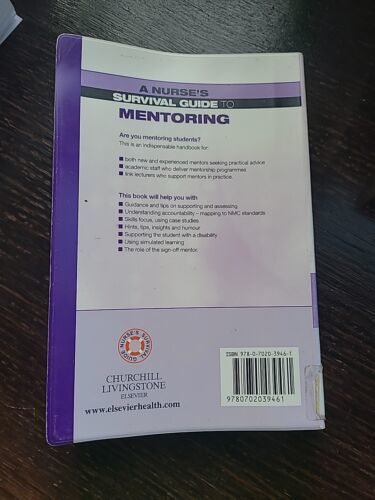 A NURSE'S
SURVIVAL GUIDE TO
MENTORING
Are you mentoring students?
This is an indispensable handbook for:
■ both new and experienced mentors seeking practical advice
■ academic staff who deliver mentorship programmes
■ link lecturers who support mentors in practice.
This book will help you with
■ Guidance and tips on supporting and assessing
■ Understanding accountability – mapping to NMC standards
■ Skills focus, using case studies
■ Hints, tips, insights and humour
■ Supporting the student with a disability
■ Using simulated learning
■ The role of the sign-off mentor.
NURSE'S SURVIVAL GUIDE
CHURCHILL
LIVINGSTONE
ELSEVIER
www.elsevierhealth.com
ISBN 978-0-7020-3946-1
9780702039461